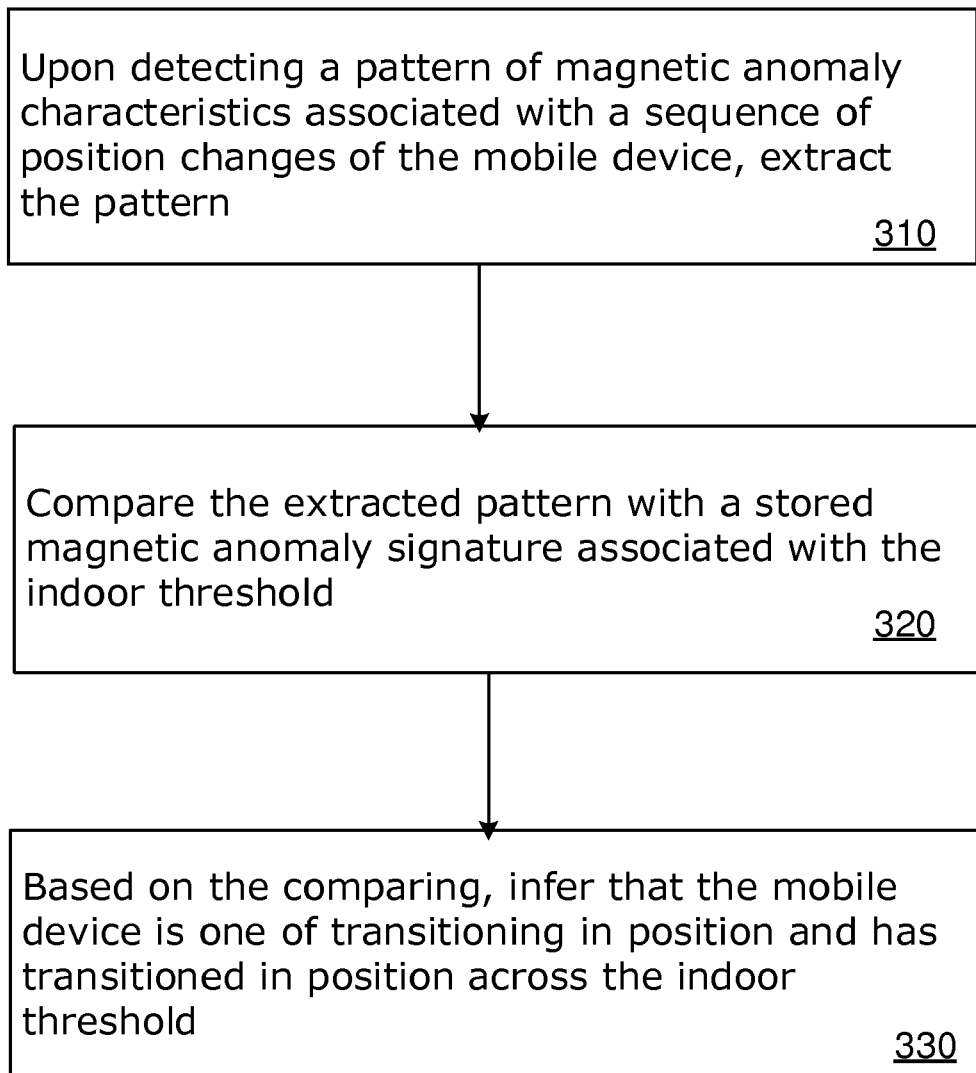 Upon detecting a pattern of magnetic anomaly
characteristics associated with a sequence of
position changes of the mobile device, extract
the pattern
310
Compare the extracted pattern with a stored
magnetic anomaly signature associated with the
indoor threshold
320
Based on the comparing, infer that the mobile
device is one of transitioning in position and has
transitioned in position across the indoor
threshold
330